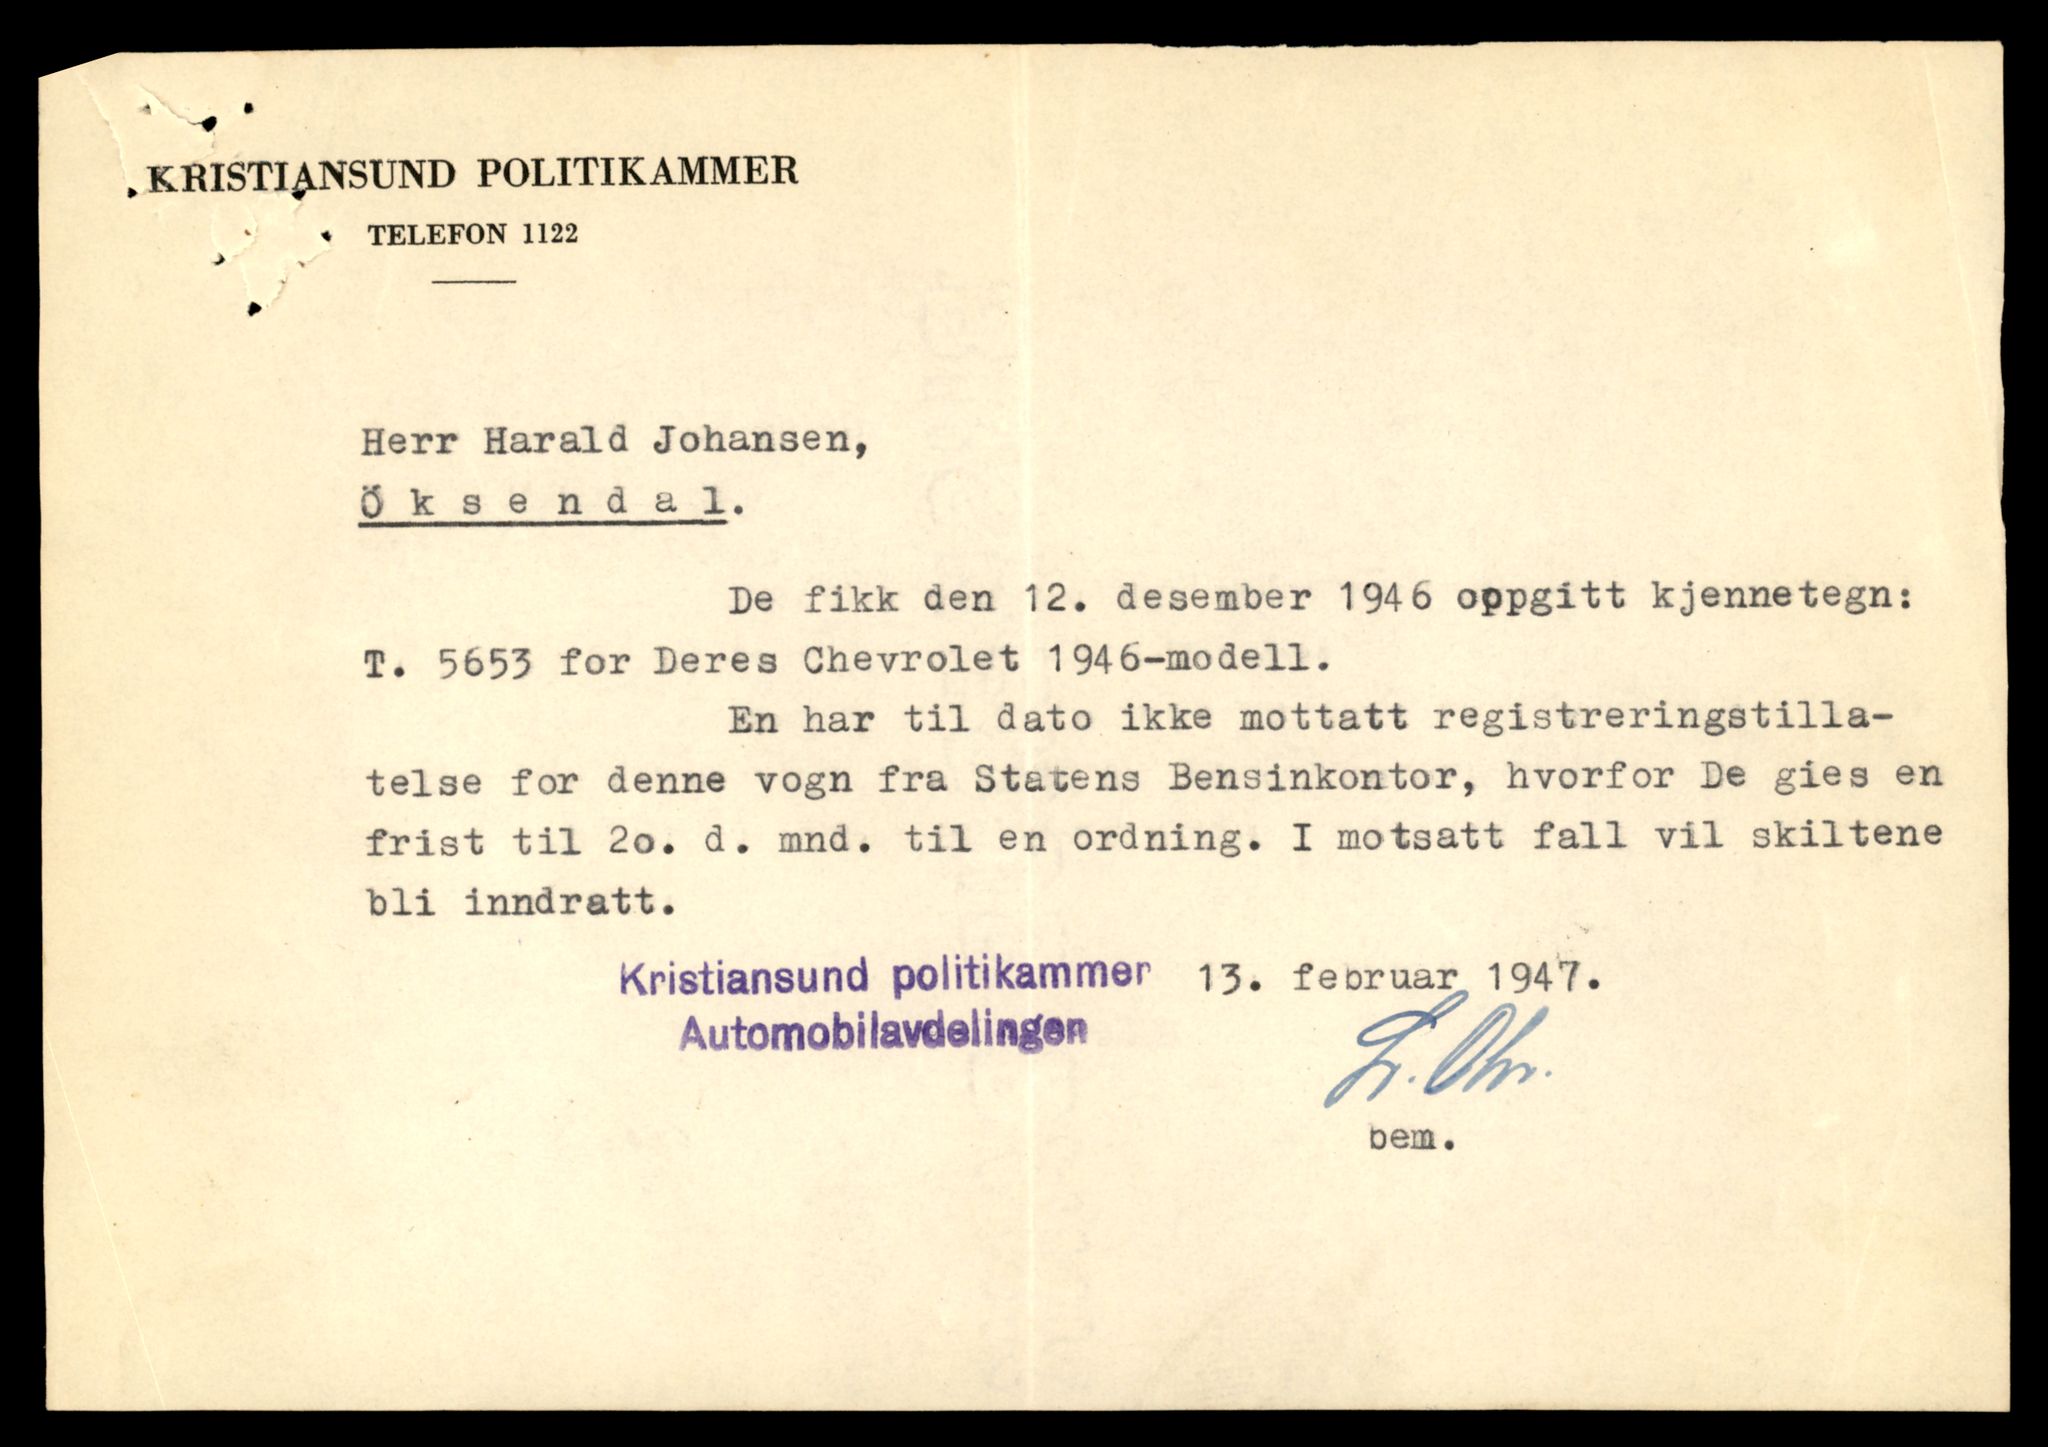 KRISTIANSUND POLITIKAMMER
TELEFON 1122
Herr Harald Johansen,
Ö k s e n d a l.
De fikk den 12. desember 1946 oppgitt kjennetegn:
T. 5653 for Deres Chevrolet 1946-modell.
En har til dato ikke mottatt registreringstilla-
telse for denne vogn fra Statens Bensinkontor, hvorfor De gies en
frist til 2o. d. mnd. til en ordning. I motsatt fall vil skiltene
bli inndratt.
Kristiansund politikammer 13. februar 1947.
Automobilavdelingen
bem.